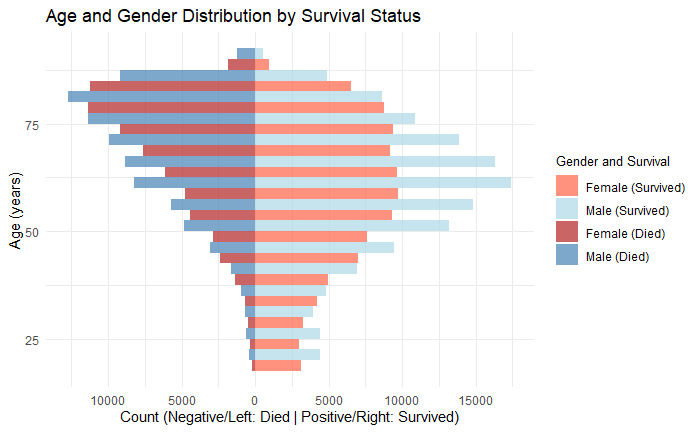 Age and Gender Distribution by Survival Status
Age (years)
75
50
25
10000 5000 0 5000 10000 15000
Count (Negative/Left: Died | Positive/Right: Survived)
Gender and Survival
Female (Survived)
Male (Survived)
Female (Died)
Male (Died)